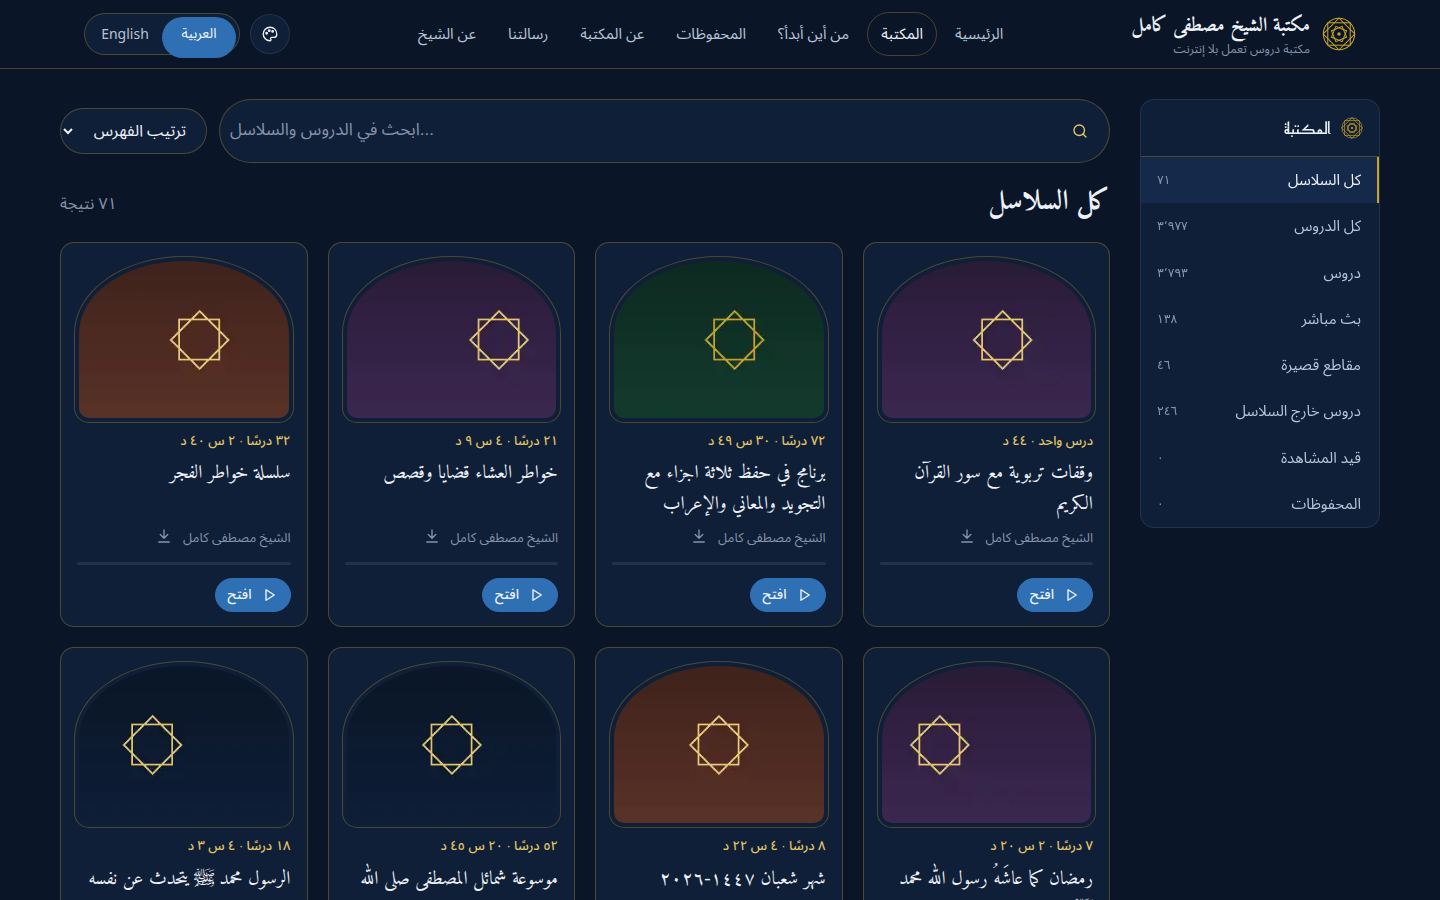 مكتبة الشيخ مصطفى كامل
مكتبة دروس تعمل بلا إنترنت
الرئيسية
المكتبة
من أين أبدأ؟
المحفوظات
عن المكتبة
رسالتنا
عن الشيخ
العربية
English
المكتبة
كل السلاسل ٧١
كل الدروس ٣٬٩٧٧
دروس ٣٬٧٩٣
بث مباشر ١٣٨
مقاطع قصيرة ٤٦
دروس خارج السلاسل ٢٤٦
قيد المشاهدة ٠
المحفوظات ٠
ابحث في الدروس والسلاسل...
ترتيب الفهرس
كل السلاسل
٧١ نتيجة
درس واحد · ٤٤ د
وقفات تربوية مع سور القرآن
الكريم
الشيخ مصطفى كامل
افتح
٧٢ درسًا · ٣٠ س ٤٩ د
برنامج في حفظ ثلاثة اجزاء مع
التجويد والمعاني والإعراب
الشيخ مصطفى كامل
افتح
٢١ درسًا · ٤ س ٩ د
خواطر العشاء قضايا وقصص
الشيخ مصطفى كامل
افتح
٣٢ درسًا · ٢ س ٤٠ د
سلسلة خواطر الفجر
الشيخ مصطفى كامل
افتح
٧ درسًا · ٢ س ٢٠ د
رمضان كما عاشَهُ رسول الله محمد
٨ درسًا · ٤ س ٢٢ د
شهر شعبان ١٤٤٧-٢٠٢٦
٥٢ درسًا · ٢٠ س ٤٥ د
موسوعة شمائل المصطفى صلى الله
١٨ درسًا · ٤ س ٣ د
الرسول محمد ﷺ يتحدث عن نفسه